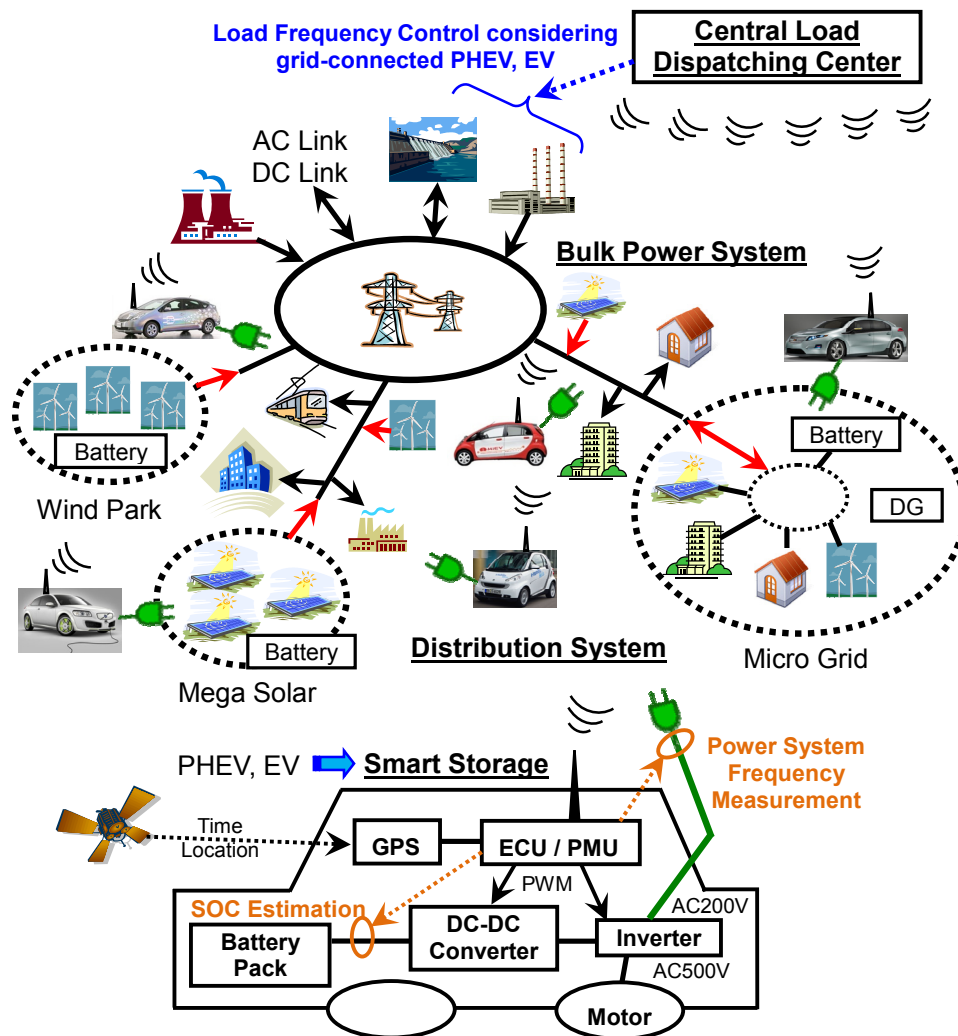 Load Frequency Control considering
grid-connected PHEV, EV
Central Load
Dispatching Center
AC Link
DC Link
Bulk Power System
Battery
Wind Park
Battery
DG
Micro Grid
Battery
Mega Solar
Distribution System
PHEV, EV
Smart Storage
Power System
Frequency
Measurement
Time
Location
GPS
ECU / PMU
PWM
SOC Estimation
AC200V
Battery
Pack
DC-DC
Converter
Inverter
AC500V
Motor